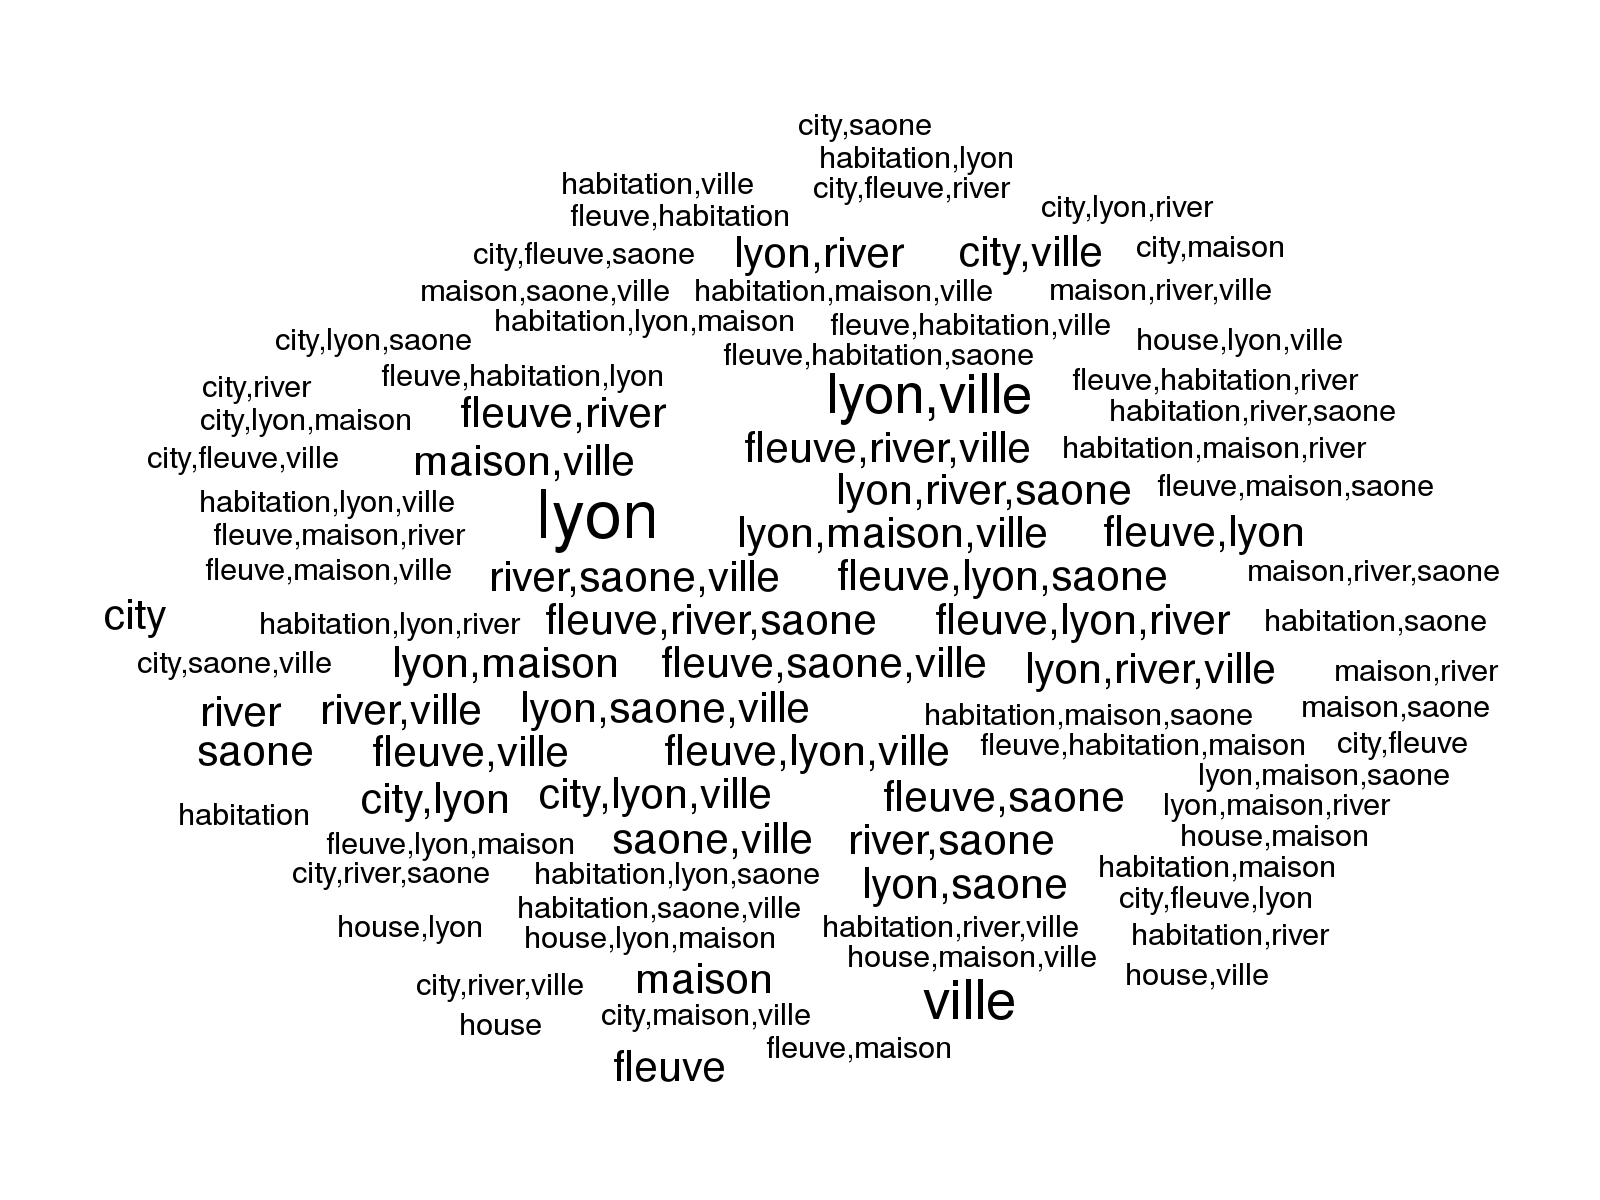 city,saone
habitation,lyon
habitation,ville
city,fleuve,river
city,lyon,river
fleuve,habitation
city,fleuve,saone
lyon,river
city,ville
city,maison
maison,saone,ville
habitation,maison,ville
maison,river,ville
habitation,lyon,maison
fleuve,habitation,ville
city,lyon,saone
house,lyon,ville
fleuve,habitation,saone
city,river
fleuve,habitation,lyon
lyon,ville
fleuve,habitation,river
city,lyon,maison
fleuve,river
habitation,river,saone
city,fleuve,ville
maison,ville
fleuve,river,ville
habitation,maison,river
habitation,lyon,ville
lyon
lyon,river,saone
fleuve,maison,saone
fleuve,maison,river
lyon,maison,ville
fleuve,lyon
fleuve,maison,ville
river,saone,ville
fleuve,lyon,saone
maison,river,saone
city
habitation,lyon,river
fleuve,river,saone
fleuve,lyon,river
habitation,saone
city,saone,ville
lyon,maison
fleuve,saone,ville
lyon,river,ville
maison,river
river
river,ville
lyon,saone,ville
habitation,maison,saone
maison,saone
saone
fleuve,ville
fleuve,lyon,ville
fleuve,habitation,maison
city,fleuve
lyon,maison,saone
habitation
city,lyon
city,lyon,ville
fleuve,saone
lyon,maison,river
fleuve,lyon,maison
saone,ville
river,saone
house,maison
city,river,saone
habitation,lyon,saone
lyon,saone
habitation,maison
city,fleuve,lyon
house,lyon
habitation,saone,ville
house,lyon,maison
habitation,river,ville
habitation,river
house,maison,ville
city,river,ville
maison
ville
house,ville
house
city,maison,ville
fleuve
fleuve,maison